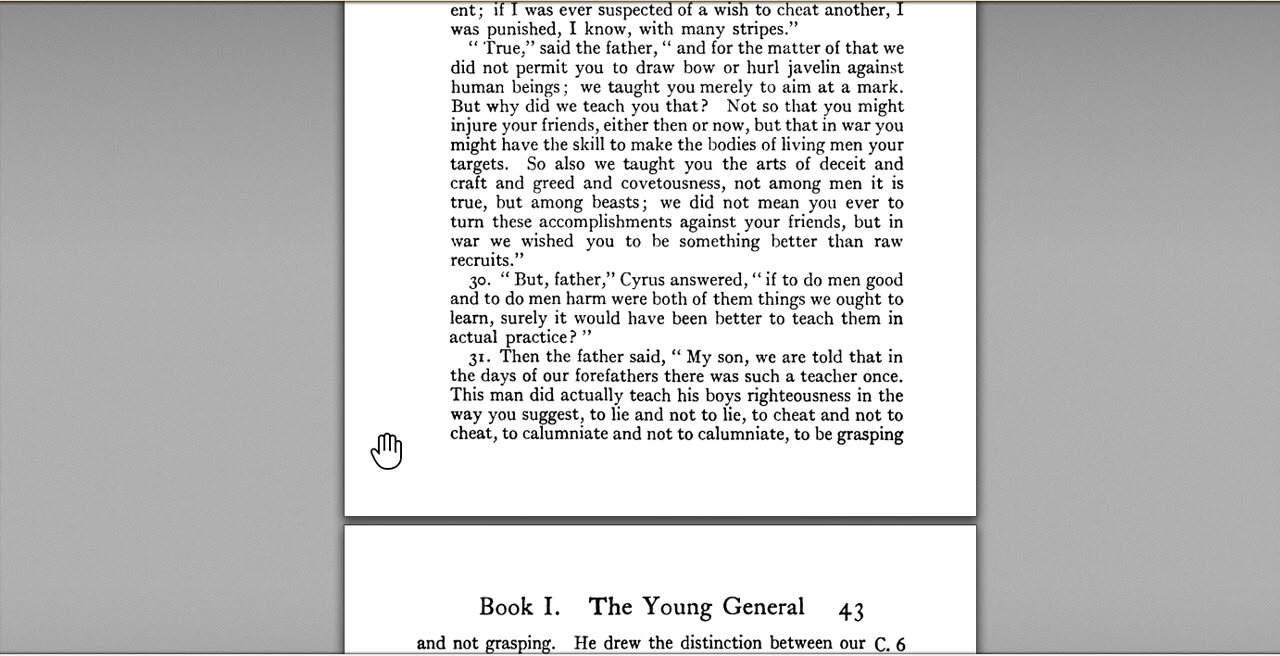 ent; if I was ever suspected of a wish to cheat another, I
was punished, I know, with many stripes.”
“ True,” said the father, “ and for the matter of that we
did not permit you to draw bow or hurl javelin against
human beings; we taught you merely to aim at a mark.
But why did we teach you that? Not so that you might
injure your friends, either then or now, but that in war you
might have the skill to make the bodies of living men your
targets. So also we taught you the arts of deceit and
craft and greed and covetousness, not among men it is
true, but among beasts; we did not mean you ever to
turn these accomplishments against your friends, but in
war we wished you to be something better than raw
recruits.”
30. “ But, father,” Cyrus answered, “ if to do men good
and to do men harm were both of them things we ought to
learn, surely it would have been better to teach them in
actual practice? ”
31. Then the father said, “ My son, we are told that in
the days of our forefathers there was such a teacher once.
This man did actually teach his boys righteousness in the
way you suggest, to lie and not to lie, to cheat and not to
cheat, to calumniate and not to calumniate, to be grasping
Book I. The Young General 43
and not grasping. He drew the distinction between our C. 6